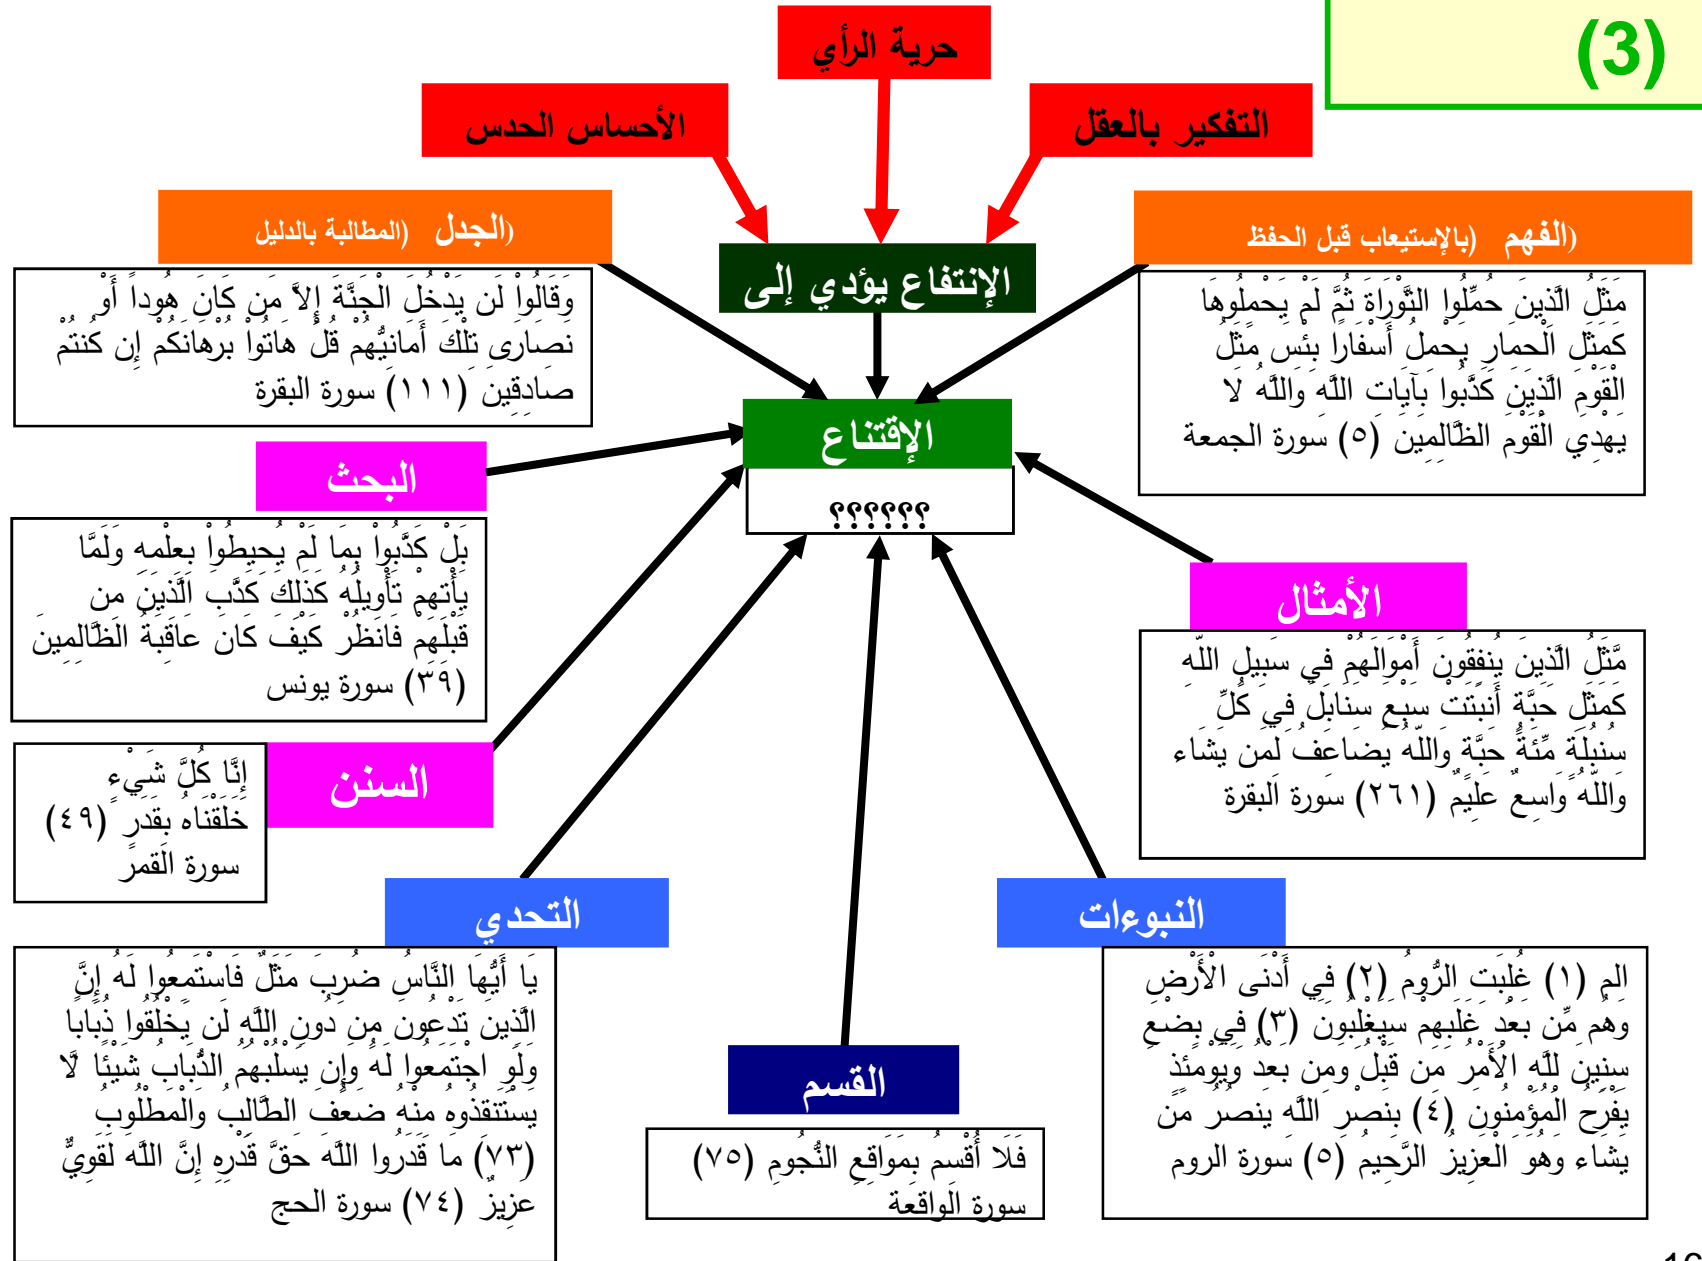 (3)
حرية الرأي
التفكير بالعقل
الأحساس الحدس
الإنتفاع يؤدي إلى
(الفهم (بالإستيعاب قبل الحفظ
مَثَلُ الَّذِينَ حُمِّلُوا التَّوْرَاةَ ثُمَّ لَمْ يَحْمِلُوهَا
كَمَثَلِ الْحِمَارِ يَحْمِلُ أَسْفَارًا بِئْسَ مَثَلُ
الْقَوْمِ الَّذِينَ كَذَّبُوا بِآيَاتِ اللَّهِ وَاللَّهُ لَا
يَهْدِي الْقَوْمَ الظَّالِمِينَ (٥) سورة الجمعة
(الجدل (المطالبة بالدليل
وَقَالُواْ لَن يَدْخُلَ الْجَنَّةَ إِلاَّ مَن كَانَ هُوداً أَوْ
نَصَارَى تِلْكَ أَمَانِيُّهُمْ قُلْ هَاتُواْ بُرْهَانَكُمْ إِن كُنتُمْ
صَادِقِينَ (١١١) سورة البقرة
الإقتناع
؟؟؟؟؟؟
البحث
بَلْ كَذَّبُواْ بِمَا لَمْ يُحِيطُواْ بِعِلْمِهِ وَلَمَّا
يَأْتِهِمْ تَأْوِيلُهُ كَذَلِكَ كَذَّبَ الَّذِينَ مِن
قَبْلِهِمْ فَانظُرْ كَيْفَ كَانَ عَاقِبَةُ الظَّالِمِينَ
(٣٩) سورة يونس
الأمثال
مَّثَلُ الَّذِينَ يُنفِقُونَ أَمْوَالَهُمْ فِي سَبِيلِ اللّهِ
كَمَثَلِ حَبَّةٍ أَنبَتَتْ سَبْعَ سَنَابِلَ فِي كُلِّ
سُنبُلَةٍ مِّئَةُ حَبَّةٍ وَاللّهُ يُضَاعِفُ لِمَن يَشَاء
وَاللّهُ وَاسِعٌ عَلِيمٌ (٢٦١) سورة البقرة
السنن
إِنَّا كُلَّ شَيْءٍ
خَلَقْنَاهُ بِقَدَرٍ (٤٩)
سورة القمر
التحدي
يَا أَيُّهَا النَّاسُ ضُرِبَ مَثَلٌ فَاسْتَمِعُوا لَهُ إِنَّ
الَّذِينَ تَدْعُونَ مِن دُونِ اللَّهِ لَن يَخْلُقُوا ذُبَابًا
وَلَوِ اجْتَمَعُوا لَهُ وَإِن يَسْلُبْهُمُ الذُّبَابُ شَيْئًا لَّا
يَسْتَنقِذُوهُ مِنْهُ ضَعُفَ الطَّالِبُ وَالْمَطْلُوبُ
(٧٣) مَا قَدَرُوا اللَّهَ حَقَّ قَدْرِهِ إِنَّ اللَّهَ لَقَوِيٌّ
عَزِيزٌ (٧٤) سورة الحج
النبوءات
الم (١) غُلِبَتِ الرُّومُ (٢) فِي أَدْنَى الْأَرْضِ
وَهُم مِّن بَعْدِ غَلَبِهِمْ سَيَغْلِبُونَ (٣) فِي بِضْعِ
سِنِينَ لِلَّهِ الْأَمْرُ مِن قَبْلُ وَمِن بَعْدُ وَيَوْمَئِذٍ
يَفْرَحُ الْمُؤْمِنُونَ (٤) بِنَصْرِ اللَّهِ يَنصُرُ مَن
يَشَاء وَهُوَ الْعَزِيزُ الرَّحِيمُ (٥) سورة الروم
القسم
فَلَا أُقْسِمُ بِمَوَاقِعِ النُّجُومِ (٧٥)
سورة الواقعة